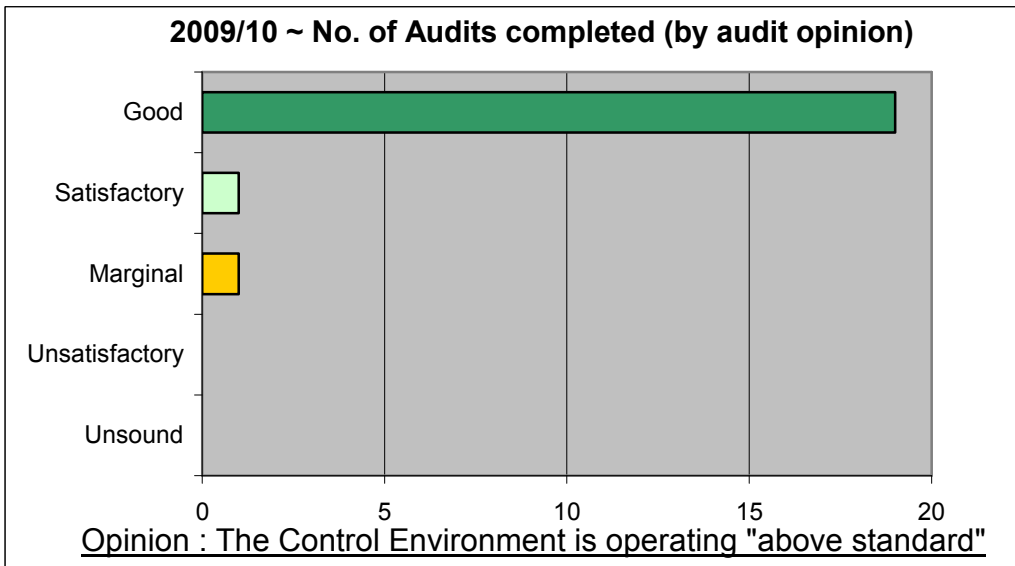 2009/10 ~ No. of Audits completed (by audit opinion)
Good
Satisfactory
Marginal
Unsatisfactory
Unsound
0 5 10 15 20
Opinion : The Control Environment is operating "above standard"